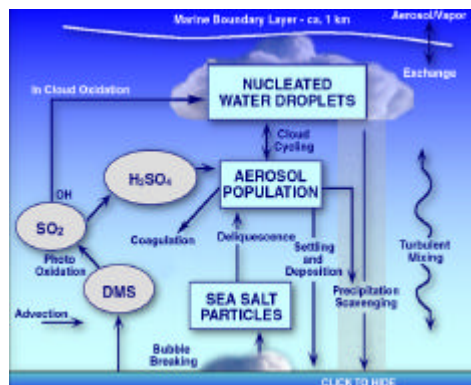 Marine Boundary Layer - ca. 1 km
Aerosol/Vapor
Exchange
In Cloud Oxidation
NUCLEATED
WATER DROPLETS
Cloud
Cycling
H₂SO₄
AEROSOL
POPULATION
OH
SO₂
Coagulation
Deliquescence
Settling
and
Deposition
Turbulent
Mixing
Photo
Oxidation
DMS
SEA SALT
PARTICLES
Precipitation
Scavenging
Advection
Bubble
Breaking
CLICK TO HIDE